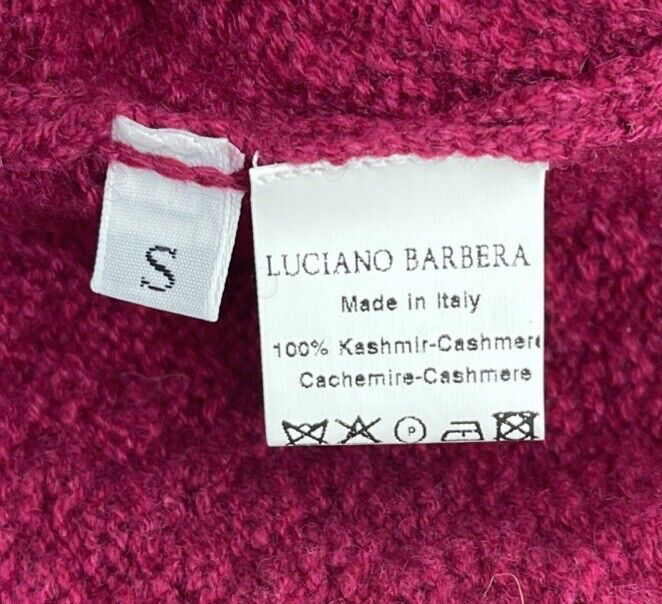 S
LUCIANO BARBERA
Made in Italy
100% Kashmir-Cashmere
Cachemire-Cashmere
P